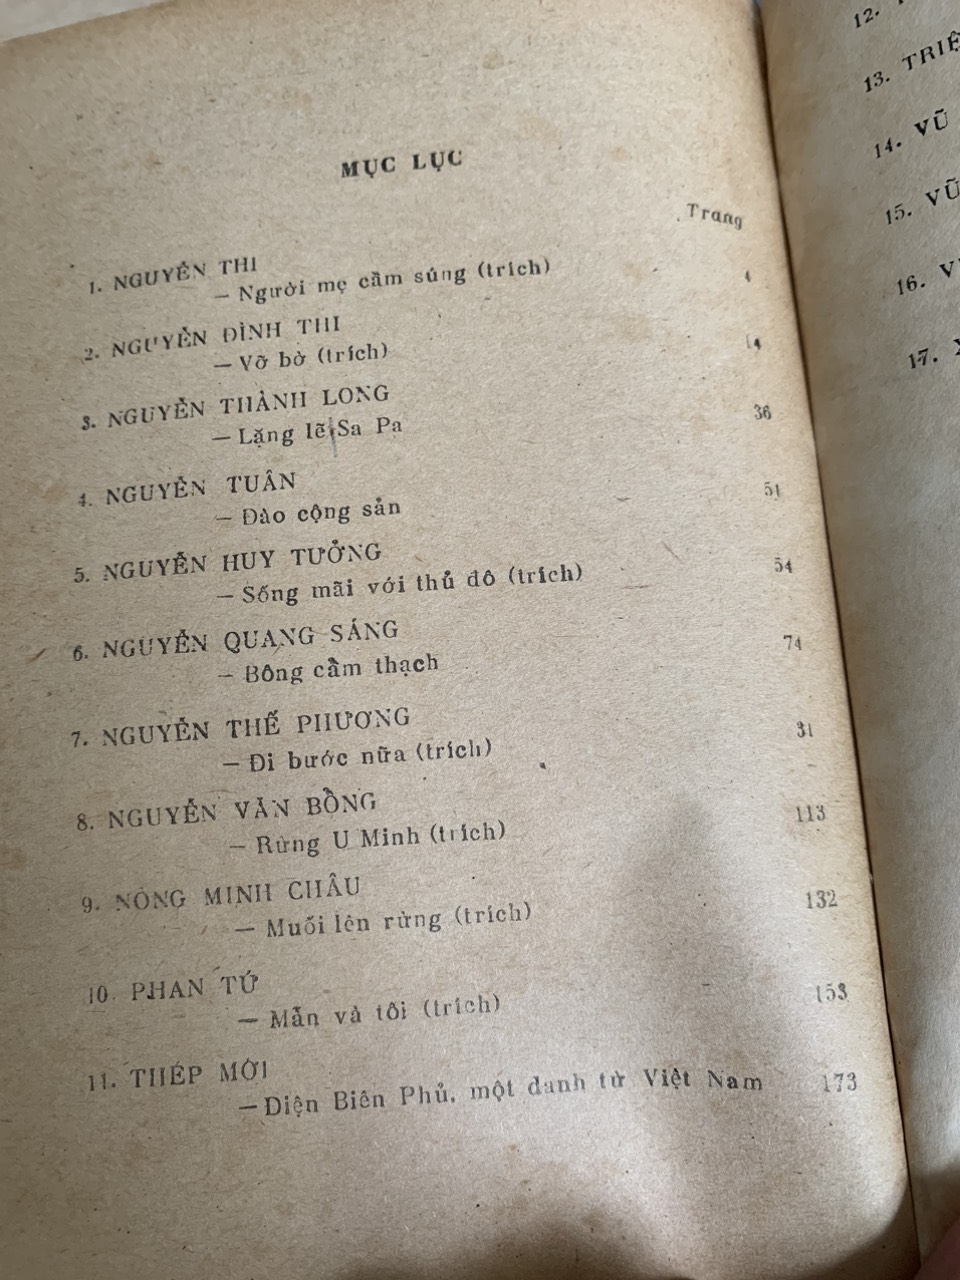 MỤC LỤC
Trang
1. NGUYỄN THI
— Người mẹ cầm súng (trích) 4
2. NGUYỄN ĐÌNH THI
— Vỡ bờ (trích) 14
3. NGUYỄN THÀNH LONG
— Lặng lẽ Sa Pa 36
4. NGUYỄN TUÂN
— Đào cộng sản 51
5. NGUYỄN HUY TƯỞNG
— Sống mãi với thủ đô (trích) 54
6. NGUYỄN QUANG SÁNG
— Bông cẩm thạch 74
7. NGUYỄN THẾ PHƯƠNG
— Đi bước nữa (trích) 31
8. NGUYỄN VĂN BỒNG
— Rừng U Minh (trích) 113
9. NÔNG MINH CHÂU
— Muối lên rừng (trích) 132
10. PHAN TỨ
— Mẫn và tôi (trích) 153
11. THÉP MỚI
— Điện Biên Phủ, một danh từ Việt Nam 173
12.
13. TRIỆ
14. VŨ
15. VŨ
16. V
17.